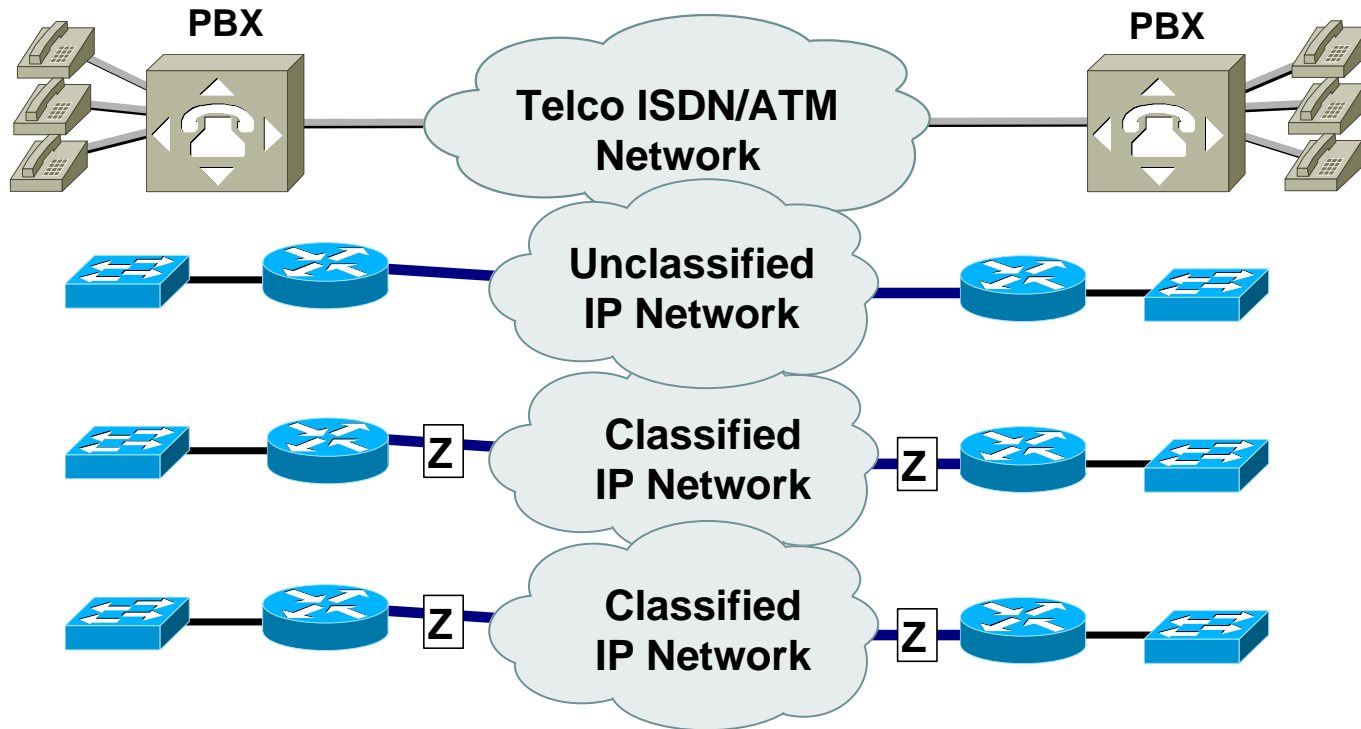 PBX
PBX
Telco ISDN/ATM
Network
Unclassified
IP Network
Z
Classified
IP Network
Z
Z
Classified
IP Network
Z